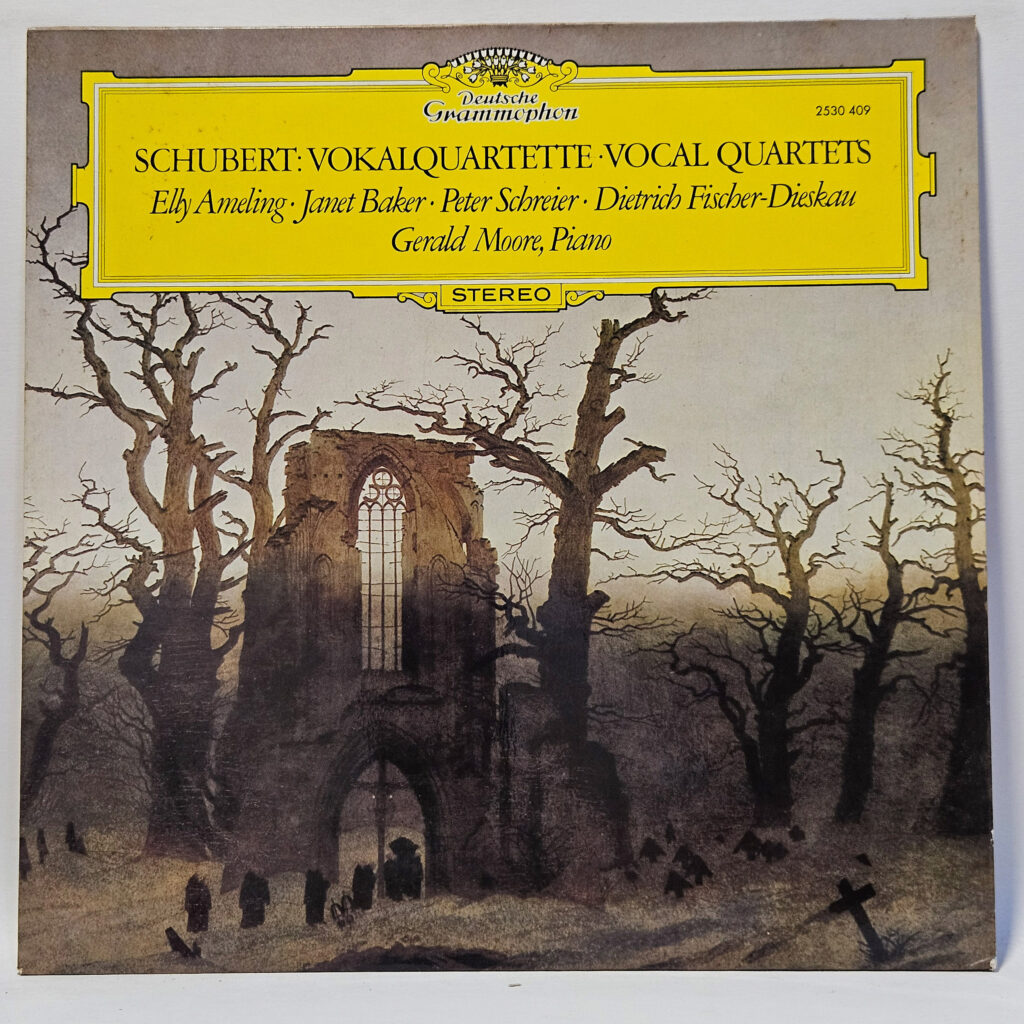 Deutsche
Grammophon
2530 409
SCHUBERT: VOKALQUARTETTE · VOCAL QUARTETS
Elly Ameling · Janet Baker · Peter Schreier · Dietrich Fischer-Dieskau
Gerald Moore, Piano
STEREO